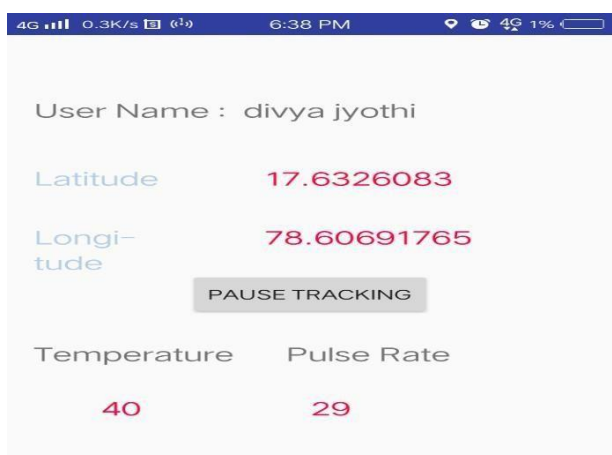 4G 0.3K/s 6:38 PM 4G 1%
User Name : divya jyothi
Latitude 17.6326083
Longi-
tude 78.60691765
PAUSE TRACKING
Temperature Pulse Rate
40 29